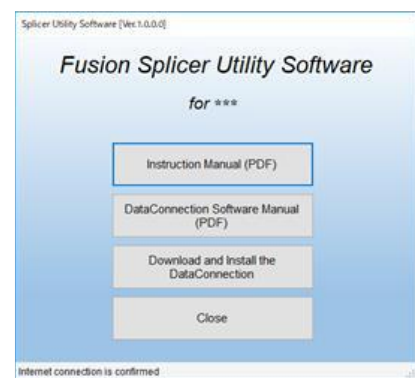 Splicer Utility Software [Ver.1.0.0.0]
Fusion Splicer Utility Software
for ***
Instruction Manual (PDF)
DataConnection Software Manual
(PDF)
Download and Install the
DataConnection
Close
Internet connection is confirmed